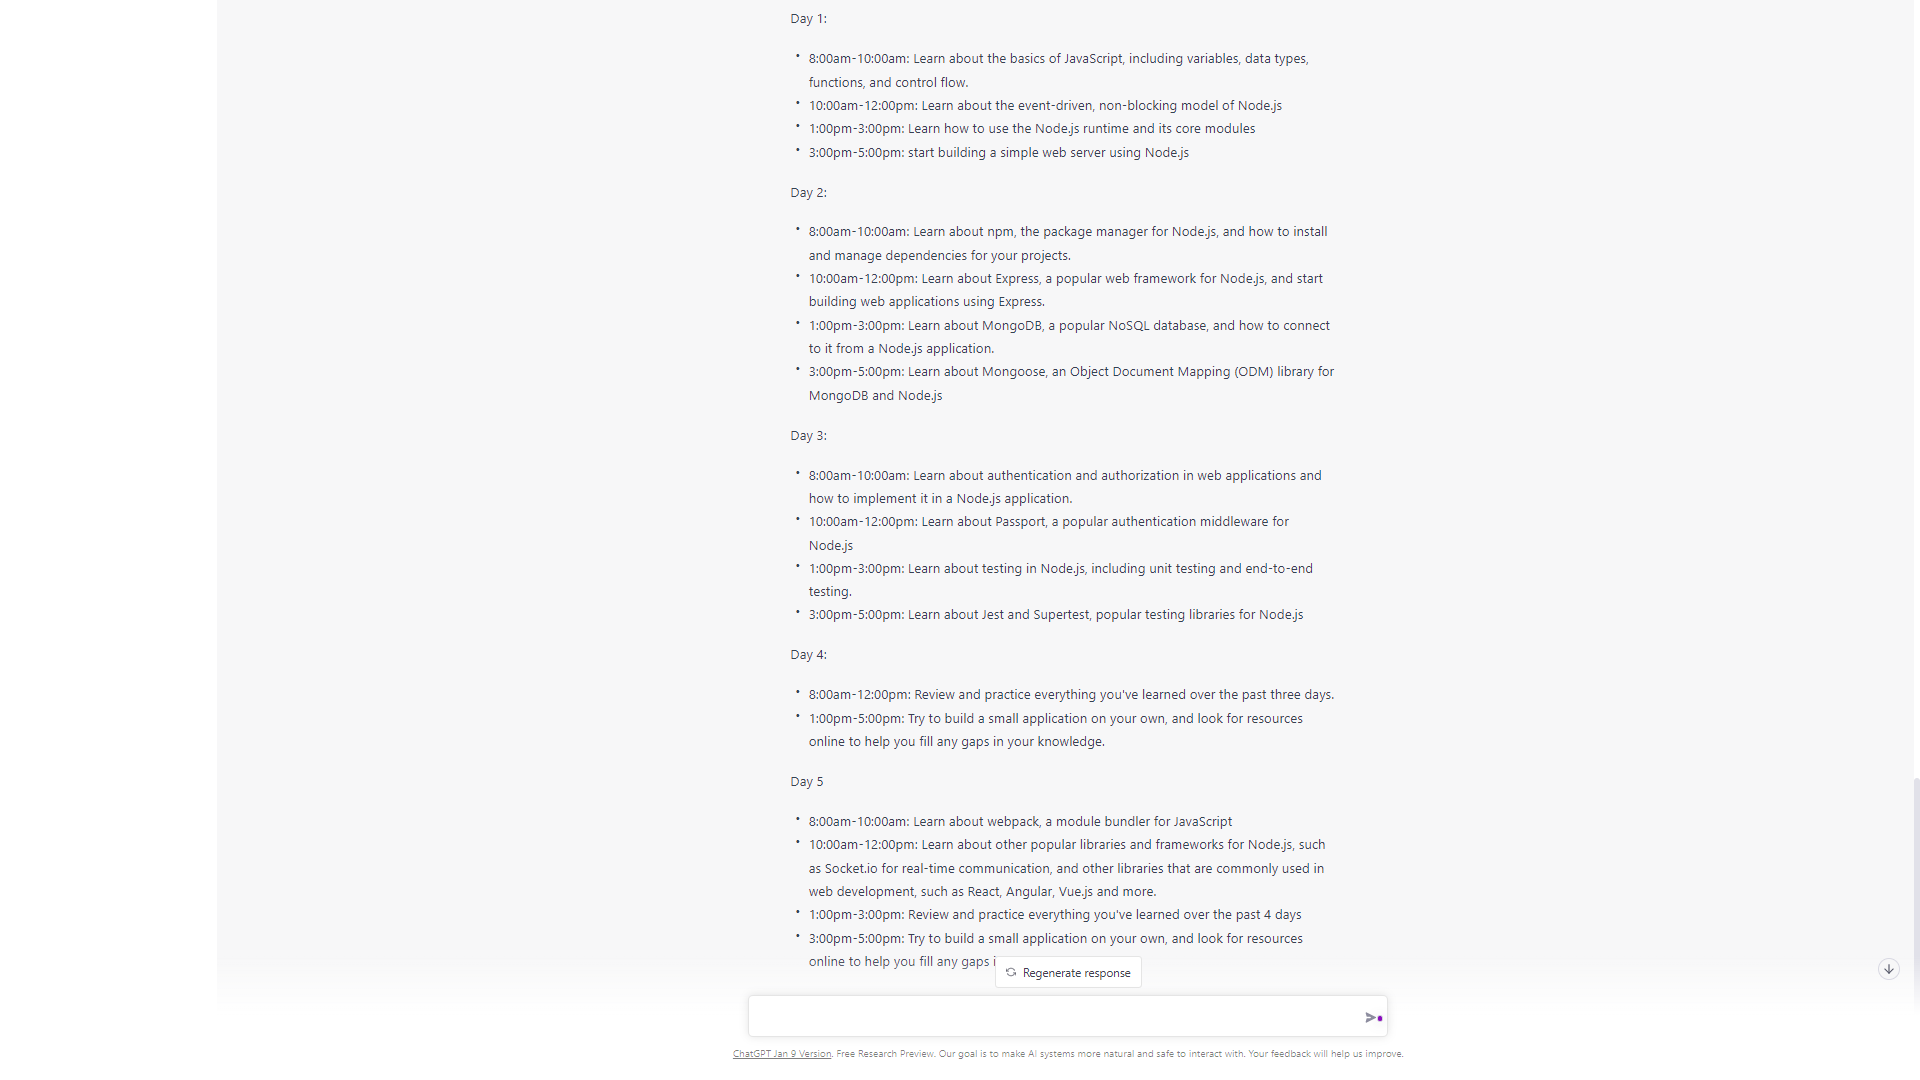 Day 1:
• 8:00am-10:00am: Learn about the basics of JavaScript, including variables, data types,
functions, and control flow.
• 10:00am-12:00pm: Learn about the event-driven, non-blocking model of Node.js
• 1:00pm-3:00pm: Learn how to use the Node.js runtime and its core modules
• 3:00pm-5:00pm: start building a simple web server using Node.js
Day 2:
• 8:00am-10:00am: Learn about npm, the package manager for Node.js, and how to install
and manage dependencies for your projects.
• 10:00am-12:00pm: Learn about Express, a popular web framework for Node.js, and start
building web applications using Express.
• 1:00pm-3:00pm: Learn about MongoDB, a popular NoSQL database, and how to connect
to it from a Node.js application.
• 3:00pm-5:00pm: Learn about Mongoose, an Object Document Mapping (ODM) library for
MongoDB and Node.js
Day 3:
• 8:00am-10:00am: Learn about authentication and authorization in web applications and
how to implement it in a Node.js application.
• 10:00am-12:00pm: Learn about Passport, a popular authentication middleware for
Node.js
• 1:00pm-3:00pm: Learn about testing in Node.js, including unit testing and end-to-end
testing.
• 3:00pm-5:00pm: Learn about Jest and Supertest, popular testing libraries for Node.js
Day 4:
• 8:00am-12:00pm: Review and practice everything you've learned over the past three days.
• 1:00pm-5:00pm: Try to build a small application on your own, and look for resources
online to help you fill any gaps in your knowledge.
Day 5
• 8:00am-10:00am: Learn about webpack, a module bundler for JavaScript
• 10:00am-12:00pm: Learn about other popular libraries and frameworks for Node.js, such
as Socket.io for real-time communication, and other libraries that are commonly used in
web development, such as React, Angular, Vue.js and more.
• 1:00pm-3:00pm: Review and practice everything you've learned over the past 4 days
• 3:00pm-5:00pm: Try to build a small application on your own, and look for resources
online to help you fill any gaps
Regenerate response
ChatGPT Jan 9 Version. Free Research Preview. Our goal is to make AI systems more natural and safe to interact with. Your feedback will help us improve.